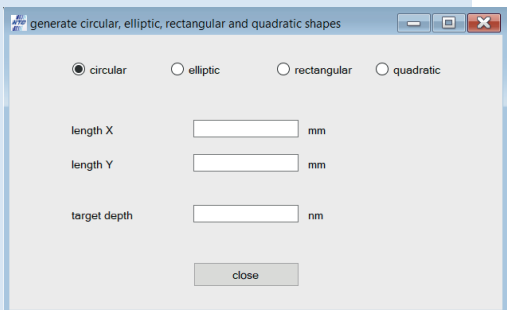 generate circular, elliptic, rectangular and quadratic shapes
circular elliptic rectangular quadratic
length X mm
length Y mm
target depth nm
close